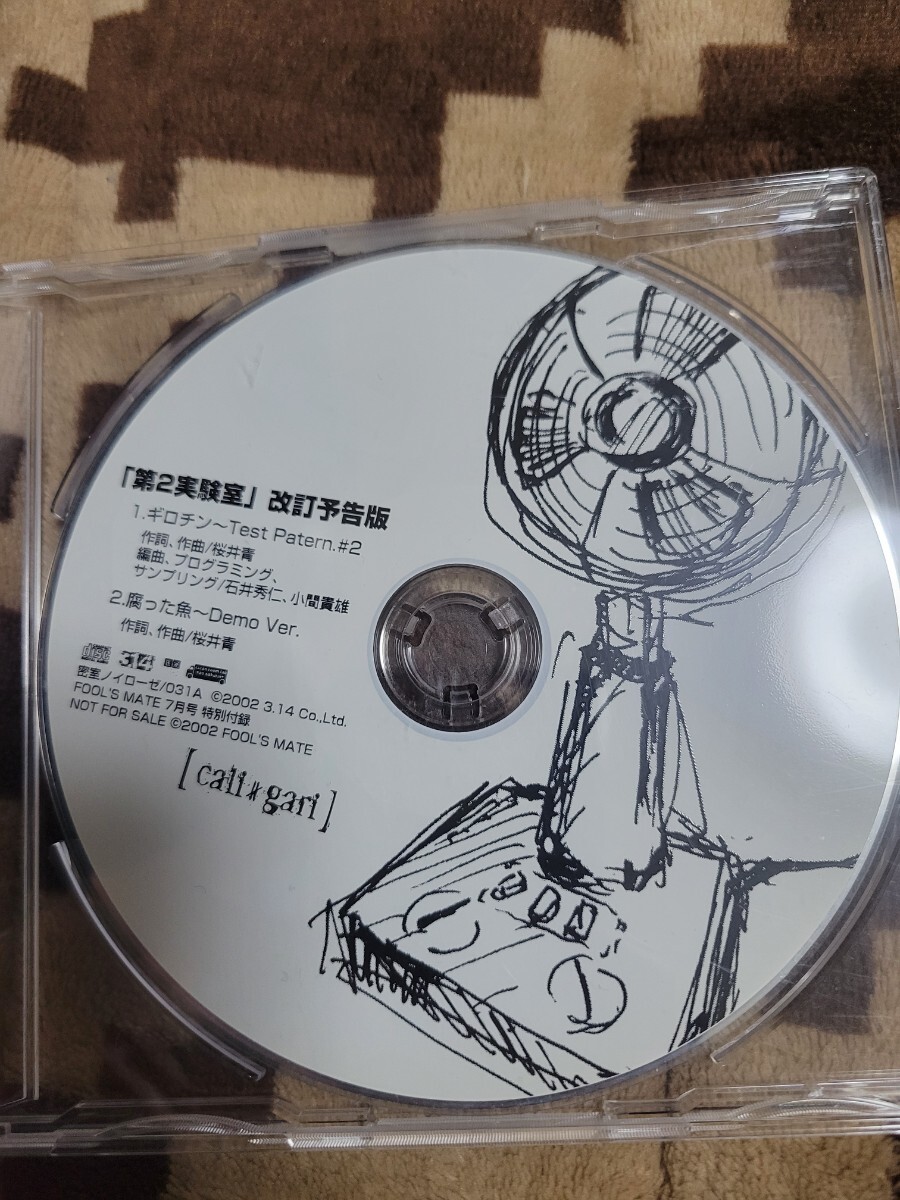 「第2実験室」改訂予告版
1.ギロチン〜Test Patern.#2
作詞、作曲/桜井青
編曲、プログラミング、
サンプリング/石井秀仁、小間貴雄
2.腐った魚〜Demo Ver.
作詞、作曲/桜井青
disc 3.14
密室ノイローゼ/031A ©2002 3.14 Co.,Ltd.
FOOL'S MATE 7月号 特別付録
NOT FOR SALE ©2002 FOOL'S MATE
[cali≠gari]